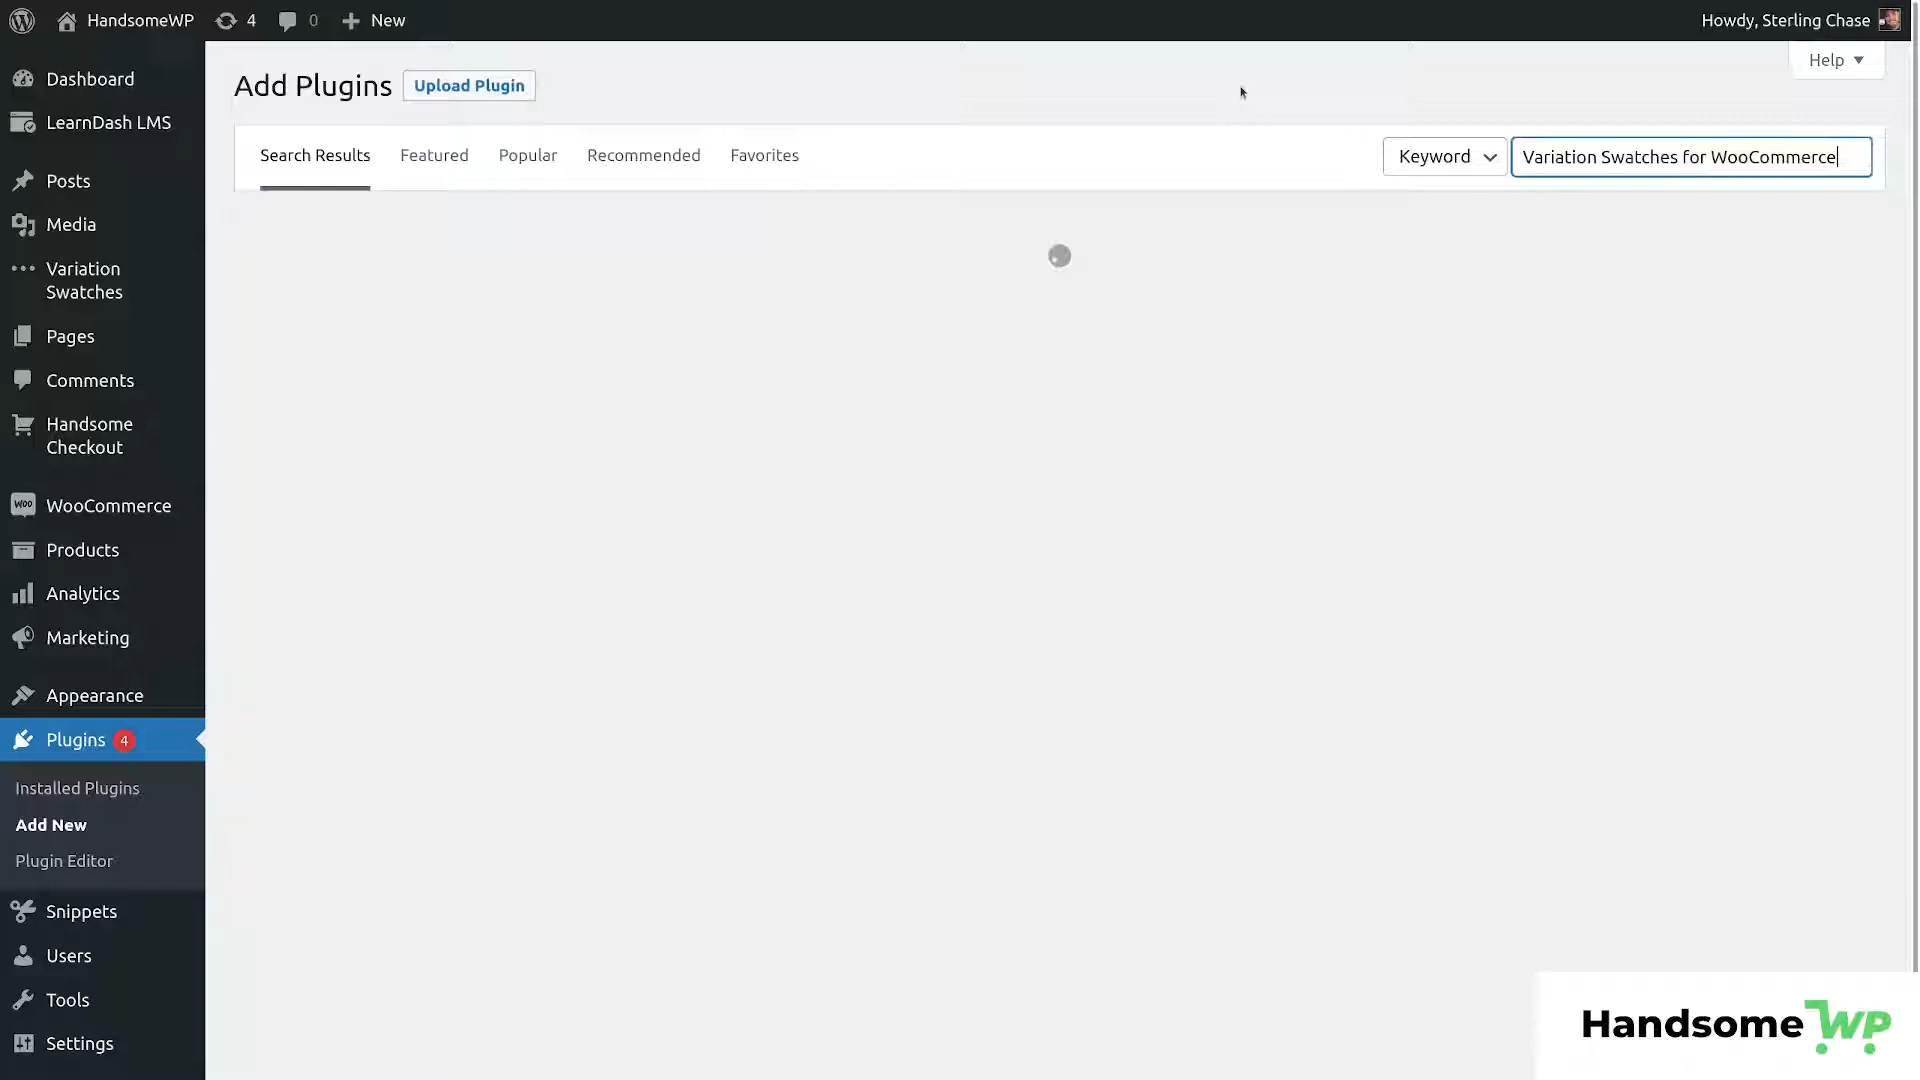 HandsomeWP 4 0 New
Howdy, Sterling Chase
Dashboard
LearnDash LMS
Posts
Media
Variation
Swatches
Pages
Comments
Handsome
Checkout
Woo WooCommerce
Products
Analytics
Marketing
Appearance
Plugins 4
Installed Plugins
Add New
Plugin Editor
Snippets
Users
Tools
Settings
Help
Add Plugins Upload Plugin
Search Results Featured Popular Recommended Favorites
Keyword Variation Swatches for WooCommerce
HandsomeWP